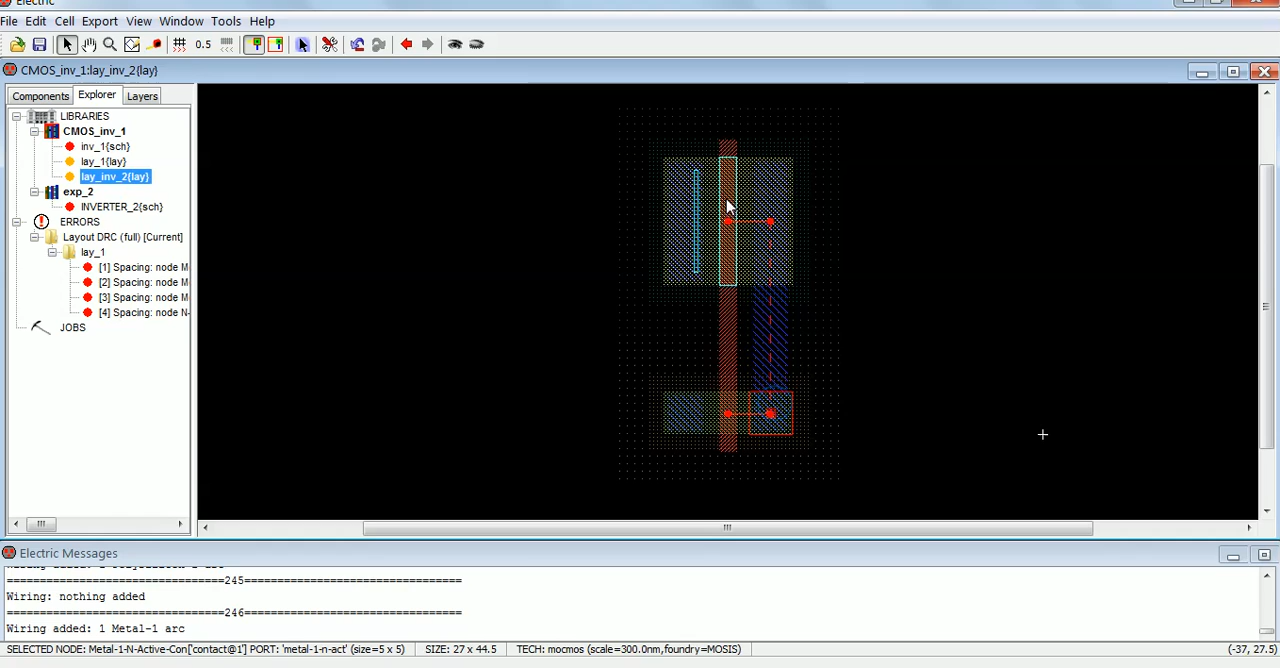 Electric
File Edit Cell Export View Window Tools Help
0.5
CMOS_inv_1:lay_inv_2{lay}
Components Explorer Layers
LIBRARIES
CMOS_inv_1
inv_1{sch}
lay_1{lay}
lay_inv_2{lay}
exp_2
INVERTER_2{sch}
ERRORS
Layout DRC (full) [Current]
lay_1
[1] Spacing: node M
[2] Spacing: node M
[3] Spacing: node M
[4] Spacing: node N-
JOBS
Electric Messages
=================================245=================================
Wiring: nothing added
=================================246=================================
Wiring added: 1 Metal-1 arc
SELECTED NODE: Metal-1-N-Active-Con['contact@1'] PORT: 'metal-1-n-act' (size=5 x 5) SIZE: 27 x 44.5 TECH: mocmos (scale=300.0nm,foundry=MOSIS) (-37, 27.5)